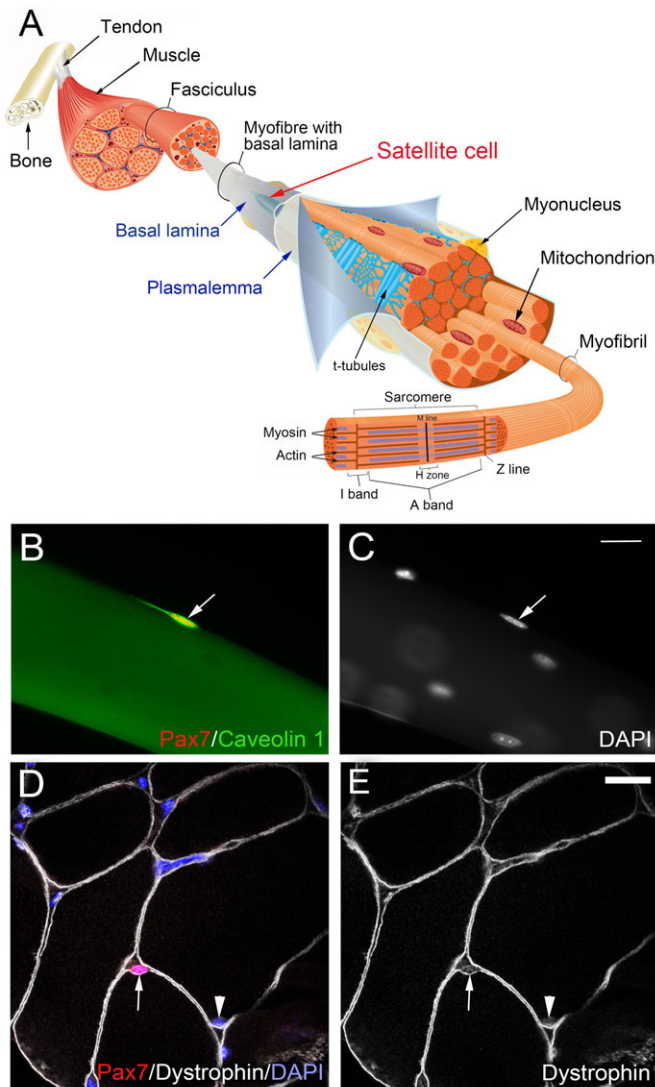 A
Tendon
Muscle
Fasciculus
Myofibre with
basal lamina
Satellite cell
Bone
Basal lamina
Myonucleus
Plasmalemma
Mitochondrion
t-tubules
Myofibril
Sarcomere
M line
Myosin
Actin
Z line
H zone
I band
A band
B
Pax7/Caveolin 1
C
DAPI
D
Pax7/Dystrophin/DAPI
E
Dystrophin